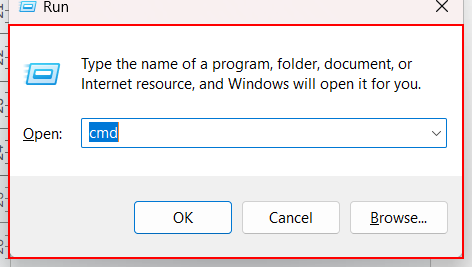 Run
Type the name of a program, folder, document, or
Internet resource, and Windows will open it for you.
Open: cmd
OK Cancel Browse...